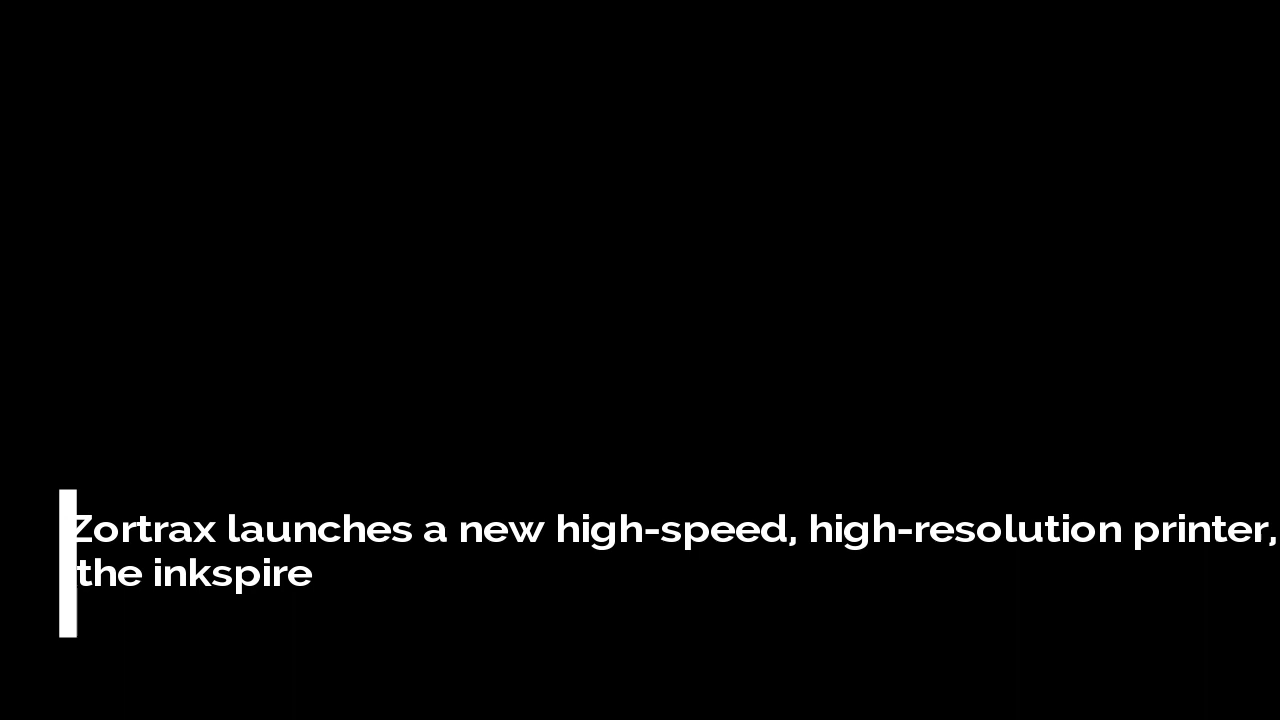 Zortrax launches a new high-speed, high-resolution printer,
the inkspire